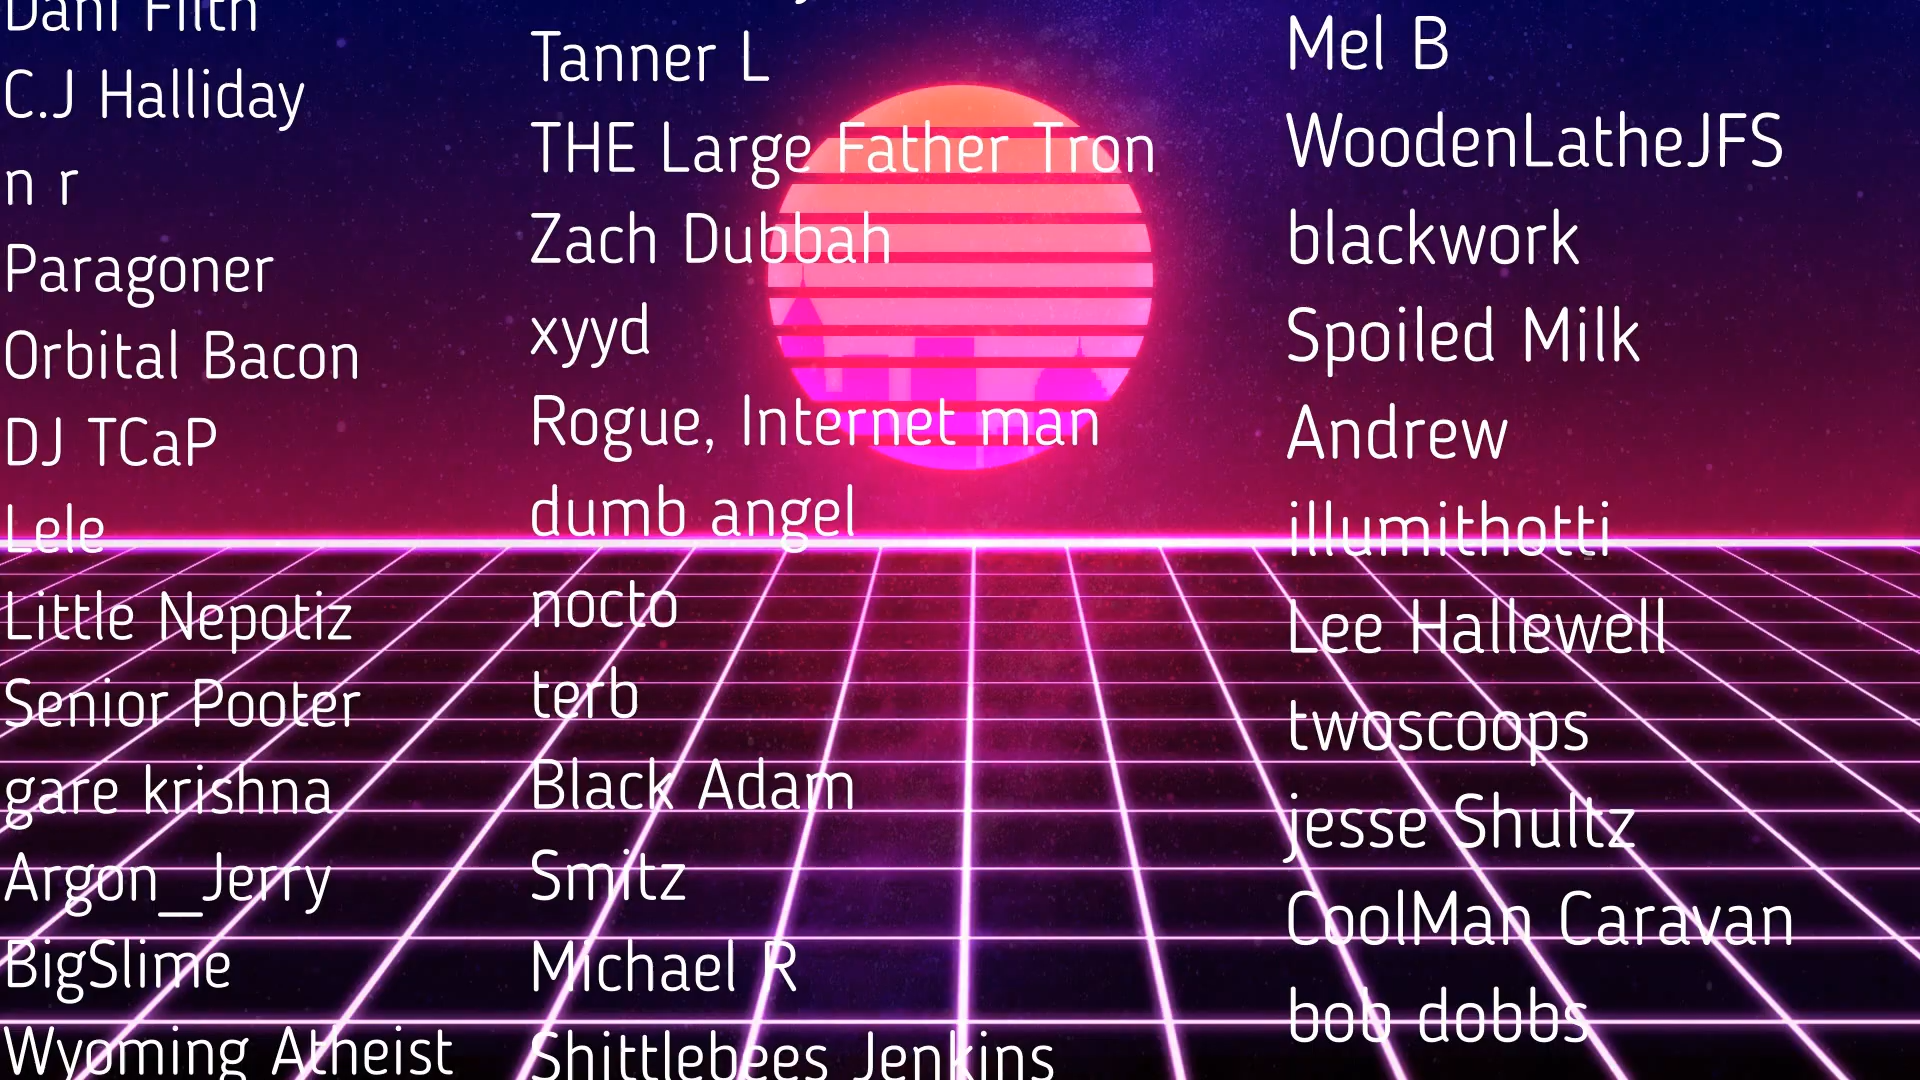 Dani Filth
C.J Halliday
n r
Paragoner
Orbital Bacon
DJ TCaP
Lele
Little Nepotiz
Senior Pooter
gare krishna
Argon_Jerry
BigSlime
Wyoming Atheist
Tanner L
THE Large Father Tron
Zach Dubbah
xyyd
Rogue, Internet man
dumb angel
nocto
terb
Black Adam
Smitz
Michael R
Shittlebees Jenkins
Mel B
WoodenLatheJFS
blackwork
Spoiled Milk
Andrew
illumithotti
Lee Hallewell
twoscoops
jesse Shultz
CoolMan Caravan
bob dobbs